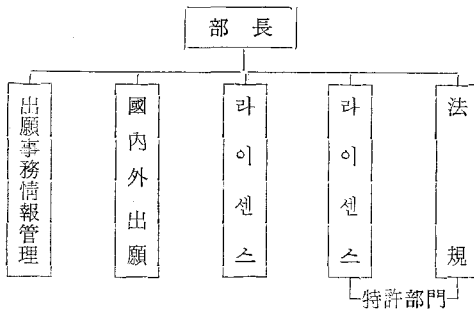 部長
出願事務情報管理
國內外出願
라이센스
라이센스
法規
特許部門